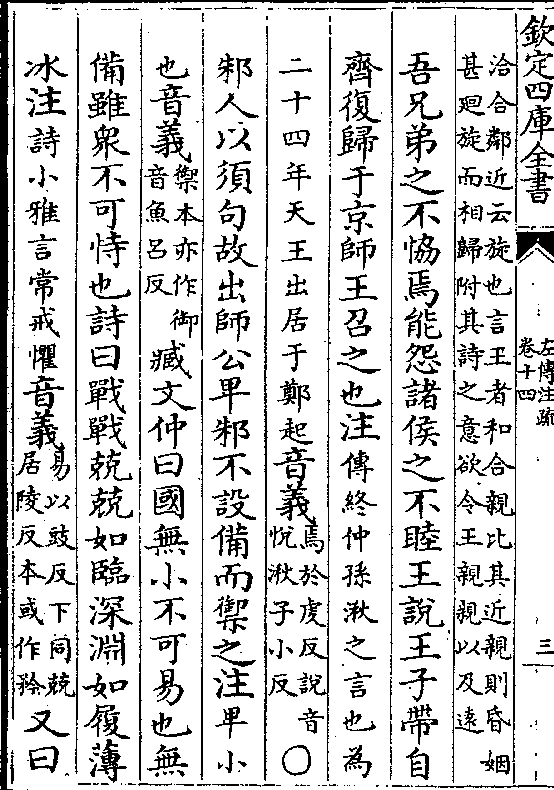 欽定四庫全書
左傳注疏
卷十四
三
洽合鄰近云旋也言王者和合親比其近親則昏姻
甚廻旋而相歸附其詩之意欲令王親親以及遠
吾兄弟之不恊焉能怨諸侯之不睦王說王子帶自
齊復歸于京師王召之也注傳終仲孫湫之言也為
二十四年天王出居于鄭起音義焉於虔反說音
悅湫子小反○
邾人以須句故出師公卑邾不設備而禦之注卑小
也音義禦本亦作御
音魚呂反臧文仲曰國無小不可易也無
備雖衆不可恃也詩曰戰戰兢兢如臨深淵如履薄
冰注詩小雅言常戒懼音義易以豉反下同兢
居陵反本或作矜又曰